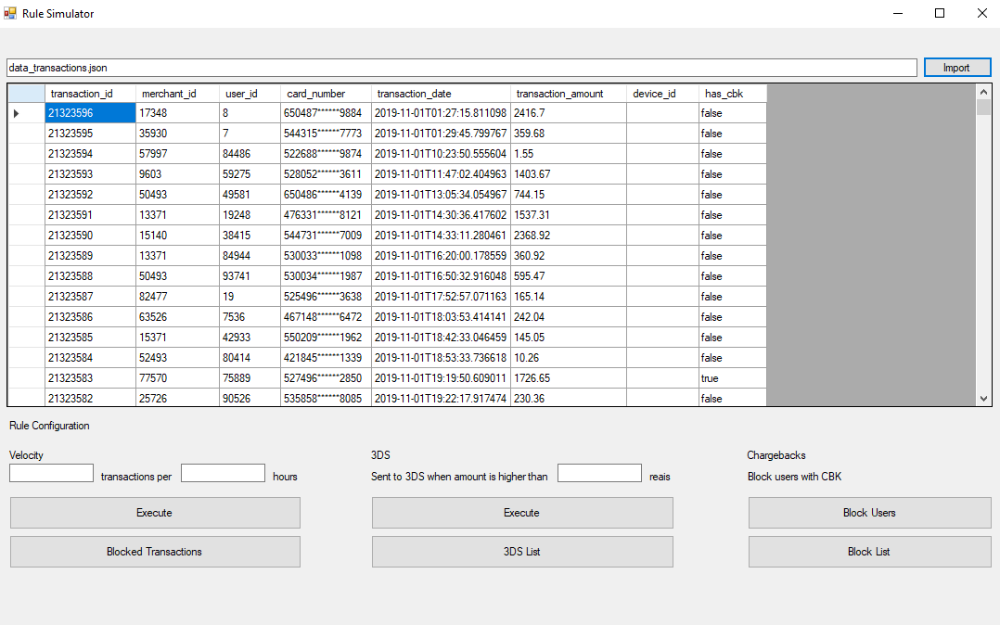 Rule Simulator
data_transactions.json Import
transaction_id merchant_id user_id card_number transaction_date transaction_amount device_id has_cbk
21323596 17348 8 650487******9884 2019-11-01T01:27:15.811098 2416.7 false
21323595 35930 7 544315******7773 2019-11-01T01:29:45.799767 359.68 false
21323594 57997 84486 522688******9874 2019-11-01T10:23:50.555604 1.55 false
21323593 9603 59275 528052******3611 2019-11-01T11:47:02.404963 1403.67 false
21323592 50493 49581 650486******4139 2019-11-01T13:05:34.054967 744.15 false
21323591 13371 19248 476331******8121 2019-11-01T14:30:36.417602 1537.31 false
21323590 15140 38415 544731******7009 2019-11-01T14:33:11.280461 2368.92 false
21323589 13371 84944 530033******1098 2019-11-01T16:20:00.178559 360.92 false
21323588 50493 93741 530034******1987 2019-11-01T16:50:32.916048 595.47 false
21323587 82477 19 525496******3638 2019-11-01T17:52:57.071163 165.14 false
21323586 63526 7536 467148******6472 2019-11-01T18:03:53.414141 242.04 false
21323585 15371 42933 550209******1962 2019-11-01T18:42:33.046459 145.05 false
21323584 52493 80414 421845******1339 2019-11-01T18:53:33.736618 10.26 false
21323583 77570 75889 527496******2850 2019-11-01T19:19:50.609011 1726.65 true
21323582 25726 90526 535858******8085 2019-11-01T19:22:17.917474 230.36 false
Rule Configuration
Velocity 3DS Chargebacks
transactions per hours Sent to 3DS when amount is higher than reais Block users with CBK
Execute Execute Block Users
Blocked Transactions 3DS List Block List